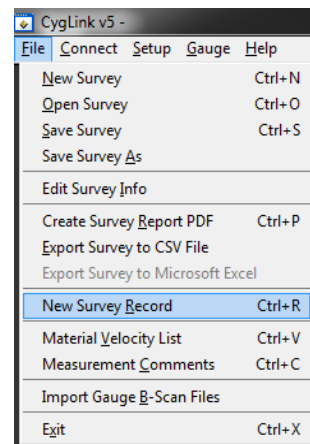 CygLink v5 -
File Connect Setup Gauge Help
New Survey Ctrl+N
Open Survey Ctrl+O
Save Survey Ctrl+S
Save Survey As
Edit Survey Info
Create Survey Report PDF Ctrl+P
Export Survey to CSV File
Export Survey to Microsoft Excel
New Survey Record Ctrl+R
Material Velocity List Ctrl+V
Measurement Comments Ctrl+C
Import Gauge B-Scan Files
Exit Ctrl+X